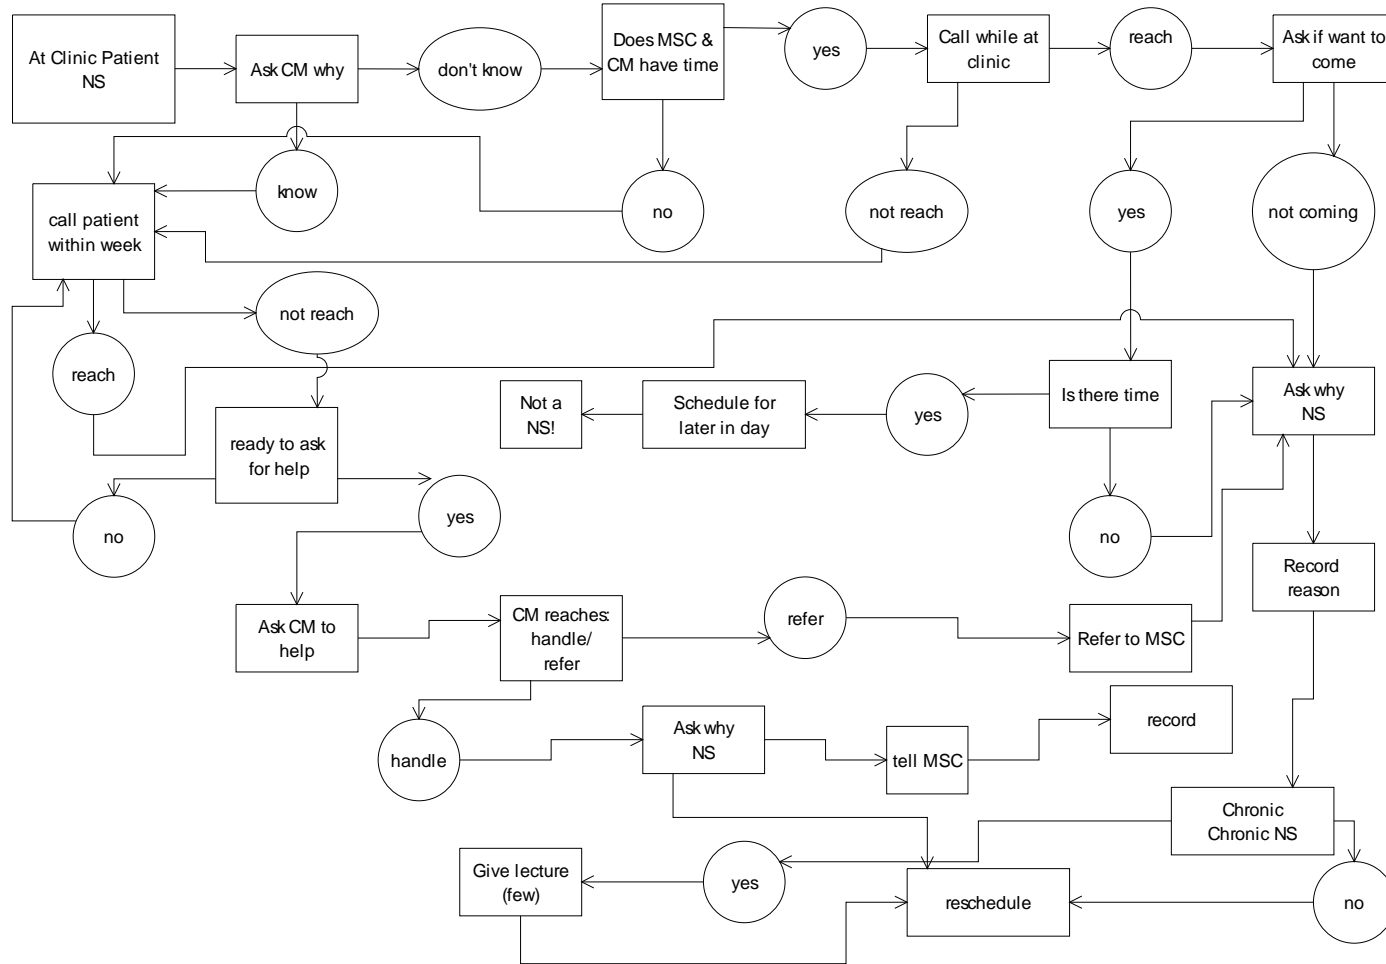 At Clinic Patient
NS
Ask CM why
don't know
Does MSC &
CM have time
yes
Call while at
clinic
reach
Ask if want to
come
know
no
not reach
yes
not coming
call patient
within week
not reach
reach
Not a
NS!
Schedule for
later in day
yes
Is there time
Ask why
NS
ready to ask
for help
no
yes
no
Record
reason
Ask CM to
help
CM reaches:
handle/
refer
refer
Refer to MSC
handle
Ask why
NS
tell MSC
record
Chronic
Chronic NS
Give lecture
(few)
yes
reschedule
no